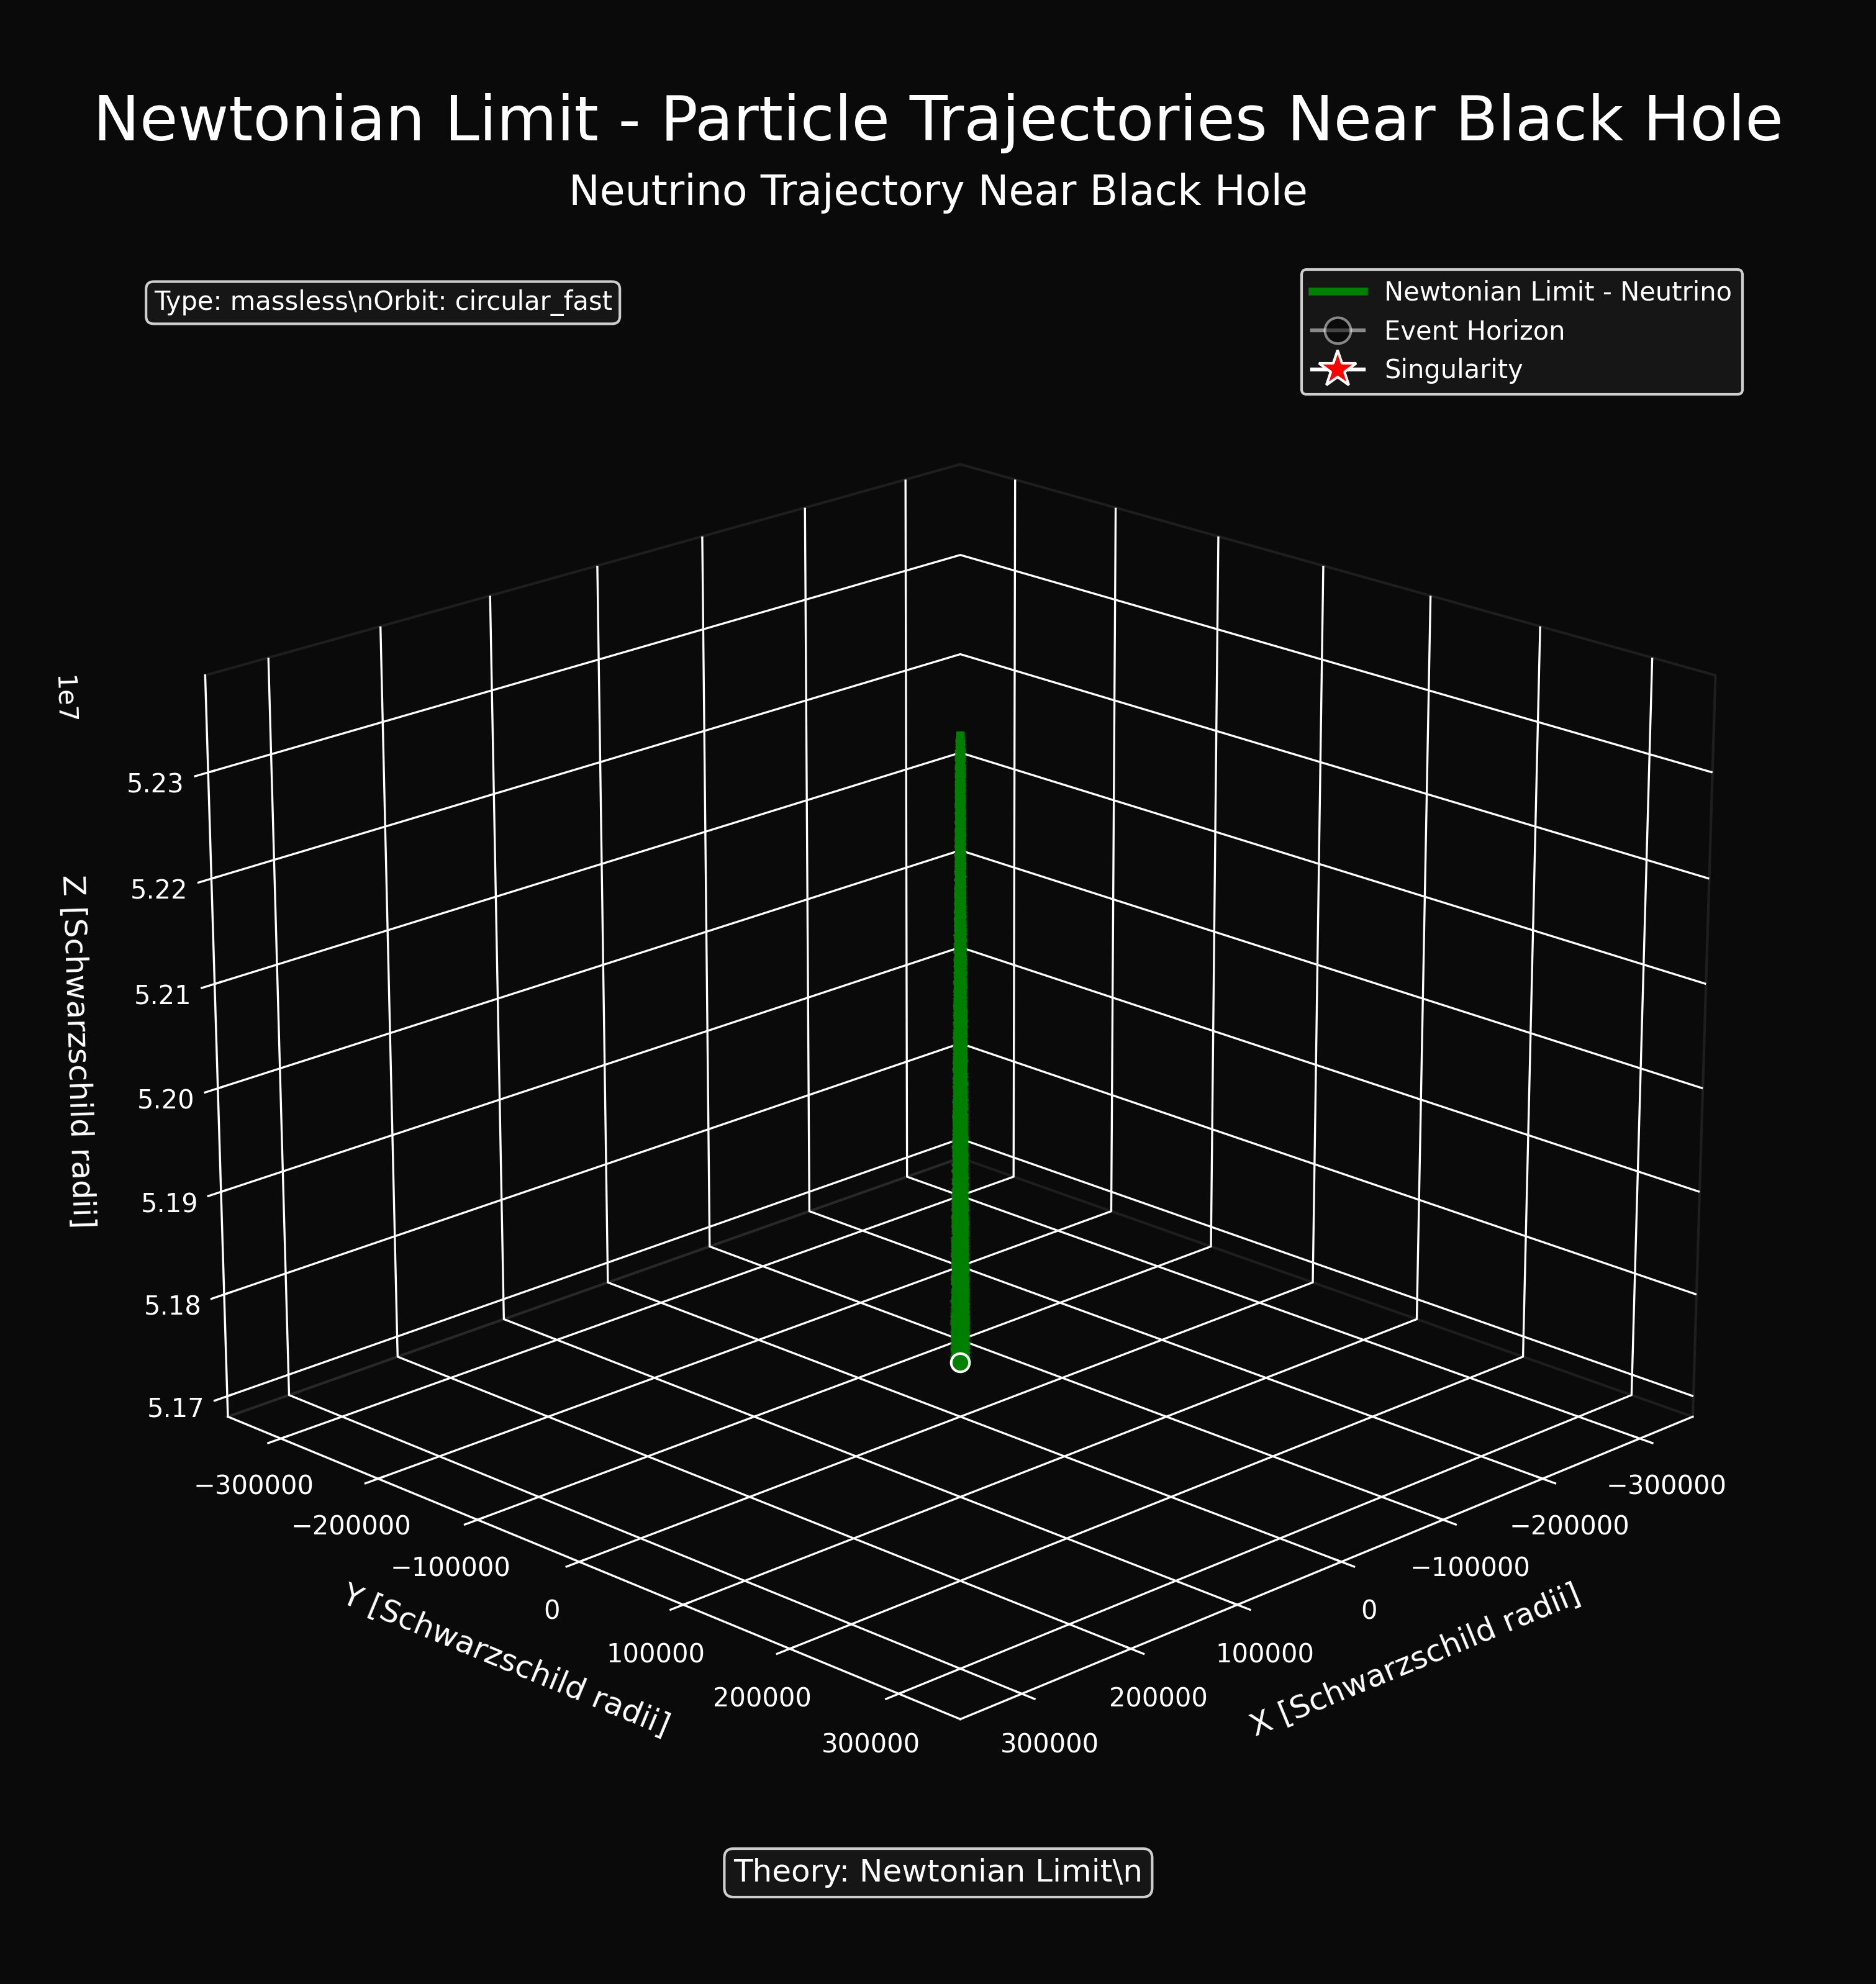 Newtonian Limit - Particle Trajectories Near Black Hole
Neutrino Trajectory Near Black Hole
Type: massless\nOrbit: circular_fast
Newtonian Limit - Neutrino
Event Horizon
Singularity
1e7
Z [Schwarzschild radii]
5.23
5.22
5.21
5.20
5.19
5.18
5.17
−300000
−200000
−100000
0
100000
200000
300000
Y [Schwarzschild radii]
−300000
−200000
−100000
0
100000
200000
300000
X [Schwarzschild radii]
Theory: Newtonian Limit\n